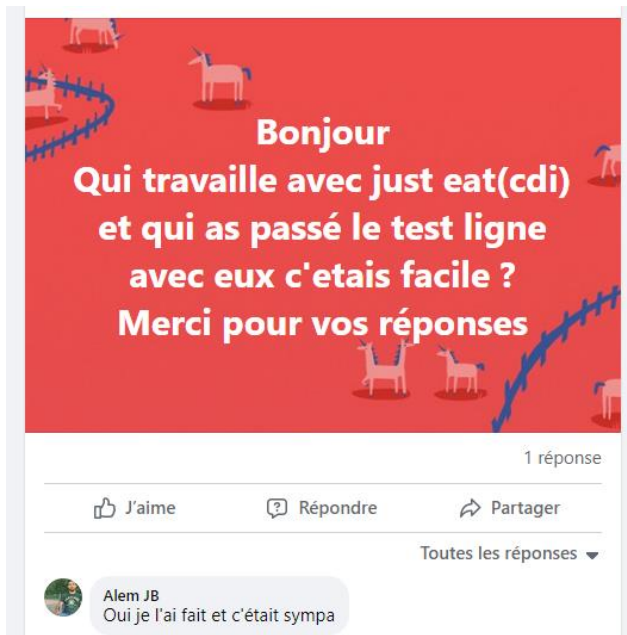 Bonjour
Qui travaille avec just eat(cdi)
et qui as passé le test ligne
avec eux c'etais facile ?
Merci pour vos réponses
1 réponse
J'aime
Répondre
Partager
Toutes les réponses
Alem JB
Oui je l'ai fait et c'était sympa